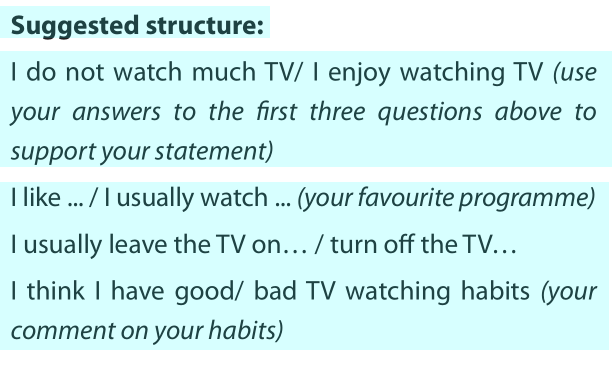 Suggested structure:
I do not watch much TV/ I enjoy watching TV (use
your answers to the first three questions above to
support your statement)
I like ... / I usually watch ... (your favourite programme)
I usually leave the TV on… / turn off the TV…
I think I have good/ bad TV watching habits (your
comment on your habits)